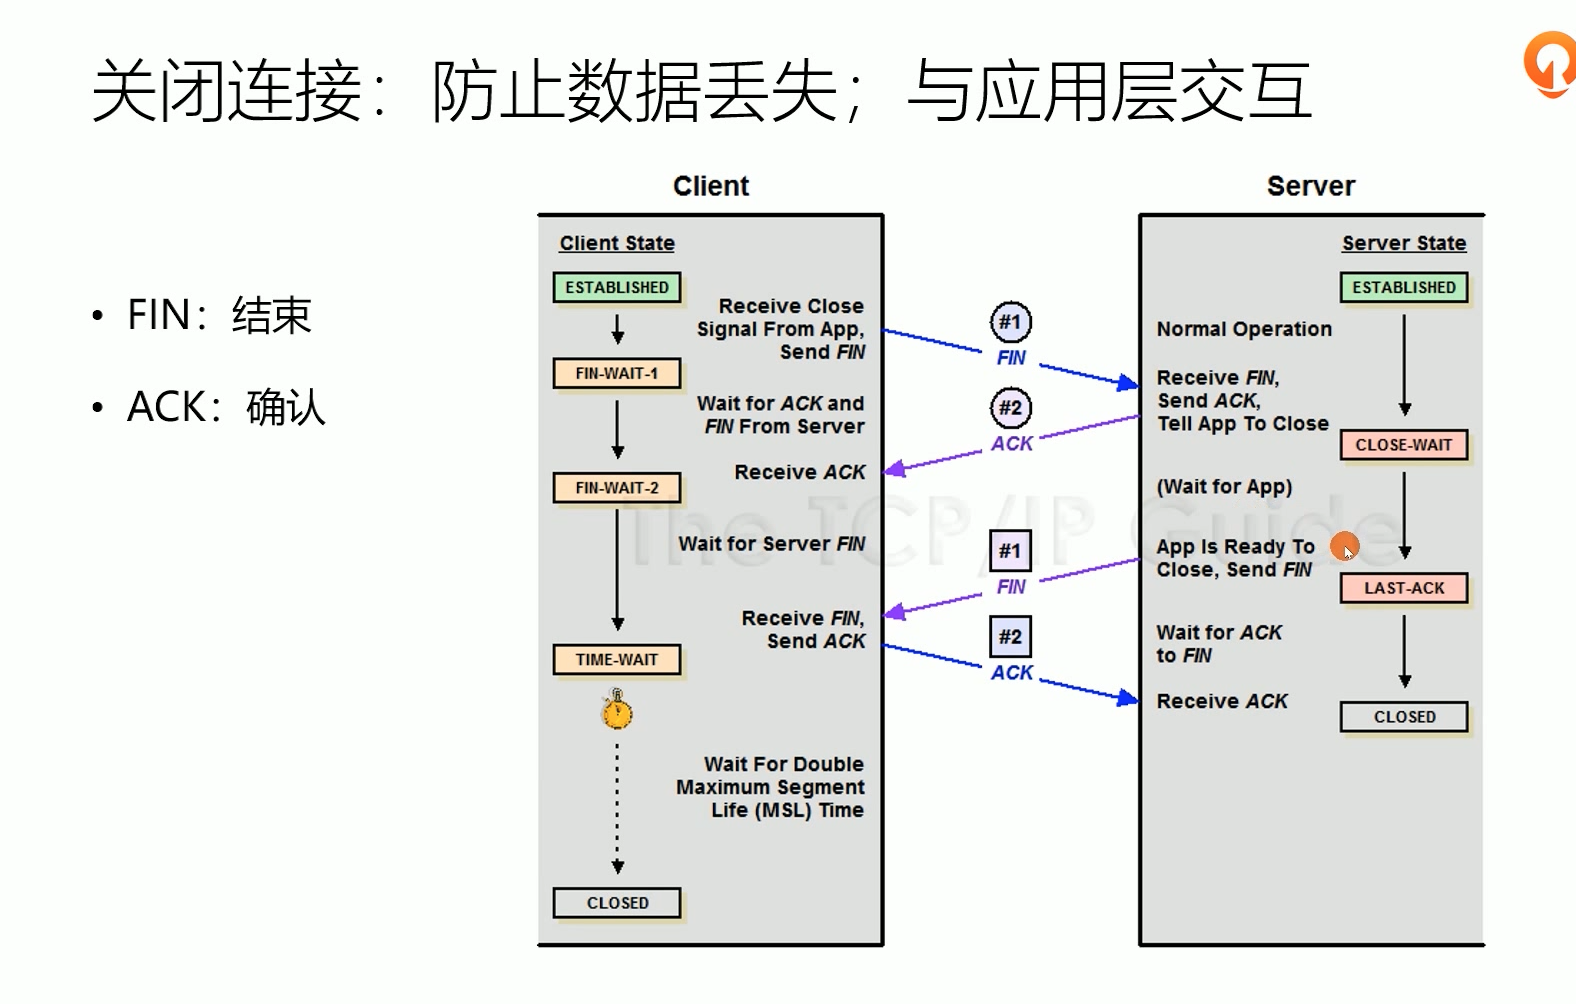 关闭连接：防止数据丢失；与应用层交互
• FIN：结束
• ACK：确认
Client
Client State
ESTABLISHED
Receive Close
Signal From App,
Send FIN
FIN-WAIT-1
Wait for ACK and
FIN From Server
Receive ACK
FIN-WAIT-2
Wait for Server FIN
Receive FIN,
Send ACK
TIME-WAIT
Wait For Double
Maximum Segment
Life (MSL) Time
CLOSED
#1
FIN
#2
ACK
#1
FIN
#2
ACK
The TCP/IP Guide
Server
Server State
ESTABLISHED
Normal Operation
Receive FIN,
Send ACK,
Tell App To Close
CLOSE-WAIT
(Wait for App)
App Is Ready To
Close, Send FIN
LAST-ACK
Wait for ACK
to FIN
Receive ACK
CLOSED